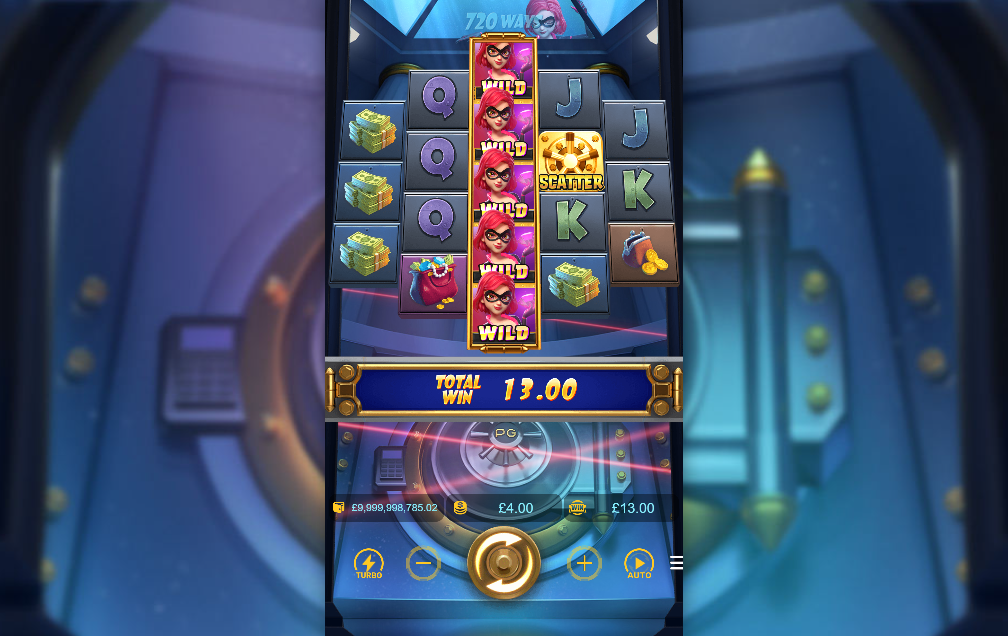 720 WAYS
Q
J
J
Q
Q
K
K
WILD
WILD
WILD
WILD
WILD
SCATTER
TOTAL WIN 13.00
PG
£9,999,998,785.02
£4.00
WIN
£13.00
TURBO
AUTO